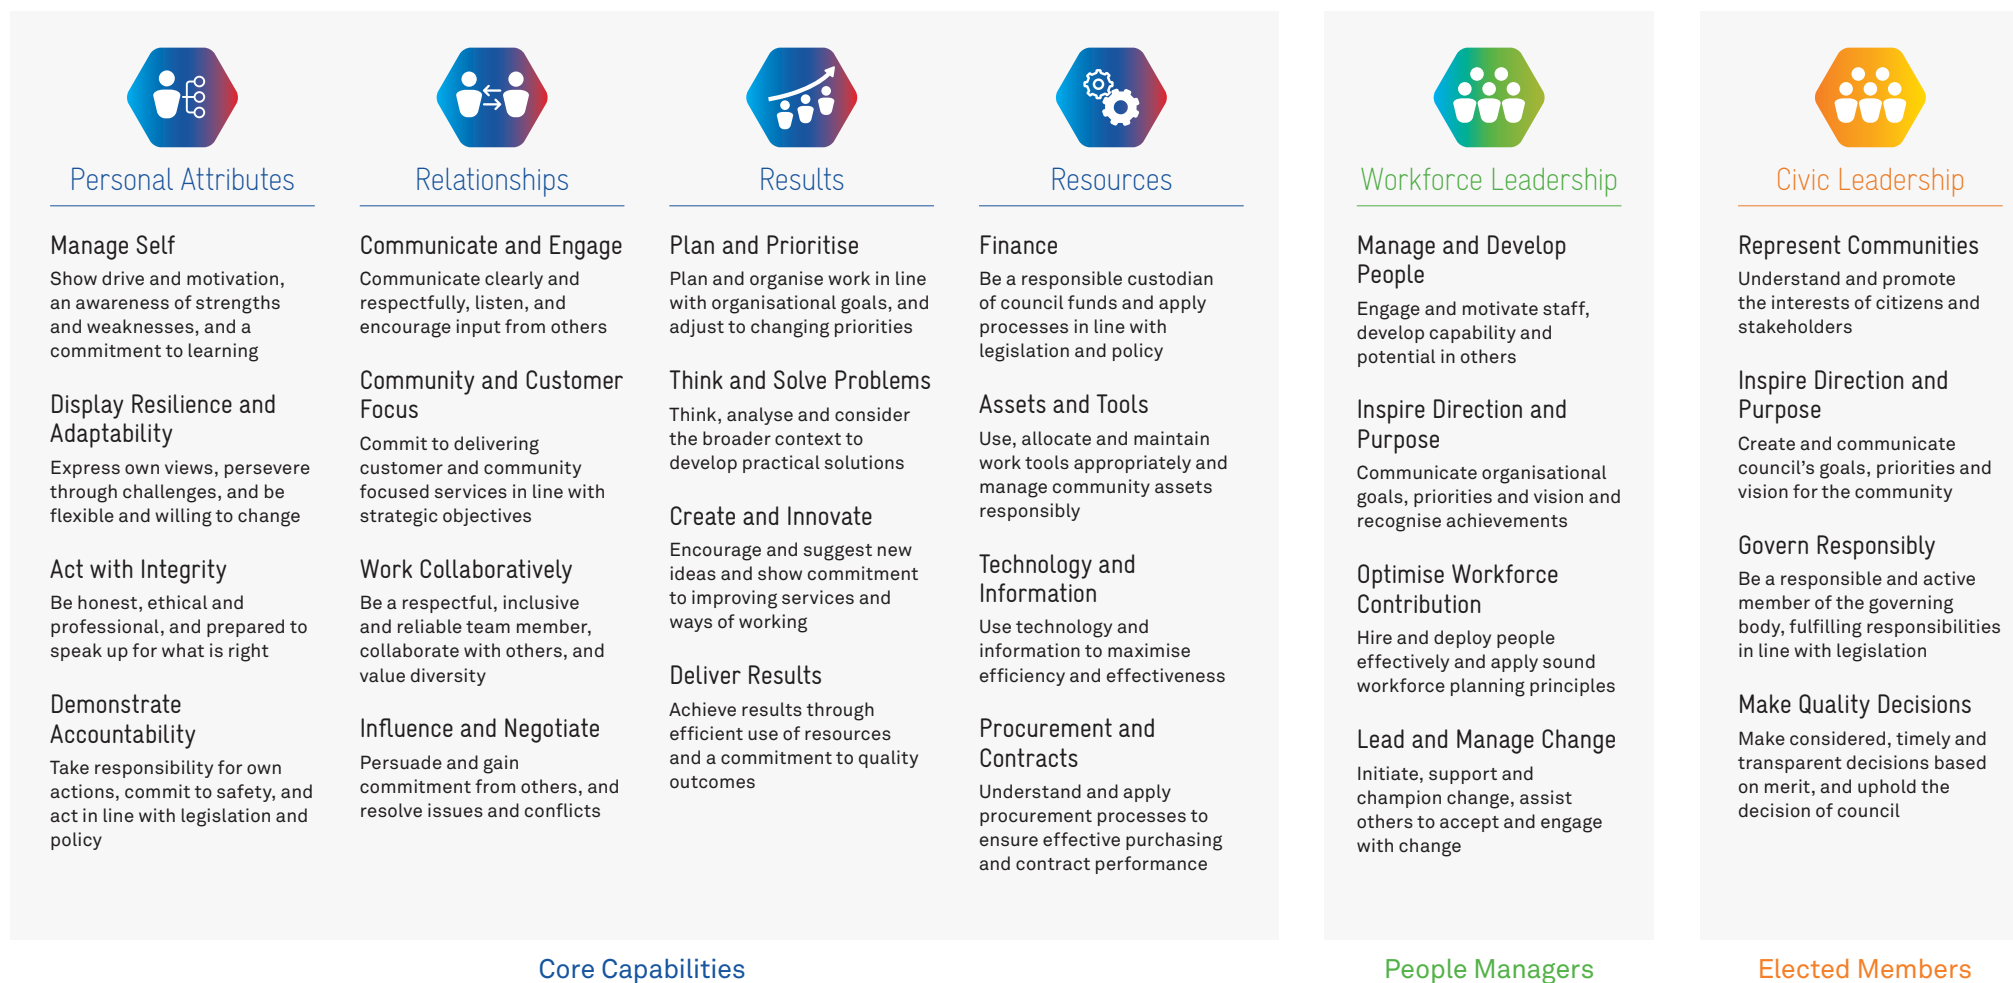 Personal Attributes
Manage Self
Show drive and motivation,
an awareness of strengths
and weaknesses, and a
commitment to learning
Display Resilience and
Adaptability
Express own views, persevere
through challenges, and be
flexible and willing to change
Act with Integrity
Be honest, ethical and
professional, and prepared to
speak up for what is right
Demonstrate
Accountability
Take responsibility for own
actions, commit to safety, and
act in line with legislation and
policy
Relationships
Communicate and Engage
Communicate clearly and
respectfully, listen, and
encourage input from others
Community and Customer
Focus
Commit to delivering
customer and community
focused services in line with
strategic objectives
Work Collaboratively
Be a respectful, inclusive
and reliable team member,
collaborate with others, and
value diversity
Influence and Negotiate
Persuade and gain
commitment from others, and
resolve issues and conflicts
Results
Plan and Prioritise
Plan and organise work in line
with organisational goals, and
adjust to changing priorities
Think and Solve Problems
Think, analyse and consider
the broader context to
develop practical solutions
Create and Innovate
Encourage and suggest new
ideas and show commitment
to improving services and
ways of working
Deliver Results
Achieve results through
efficient use of resources
and a commitment to quality
outcomes
Resources
Finance
Be a responsible custodian
of council funds and apply
processes in line with
legislation and policy
Assets and Tools
Use, allocate and maintain
work tools appropriately and
manage community assets
responsibly
Technology and
Information
Use technology and
information to maximise
efficiency and effectiveness
Procurement and
Contracts
Understand and apply
procurement processes to
ensure effective purchasing
and contract performance
Core Capabilities
Workforce Leadership
Manage and Develop
People
Engage and motivate staff,
develop capability and
potential in others
Inspire Direction and
Purpose
Communicate organisational
goals, priorities and vision and
recognise achievements
Optimise Workforce
Contribution
Hire and deploy people
effectively and apply sound
workforce planning principles
Lead and Manage Change
Initiate, support and
champion change, assist
others to accept and engage
with change
People Managers
Civic Leadership
Represent Communities
Understand and promote
the interests of citizens and
stakeholders
Inspire Direction and
Purpose
Create and communicate
council’s goals, priorities and
vision for the community
Govern Responsibly
Be a responsible and active
member of the governing
body, fulfilling responsibilities
in line with legislation
Make Quality Decisions
Make considered, timely and
transparent decisions based
on merit, and uphold the
decision of council
Elected Members